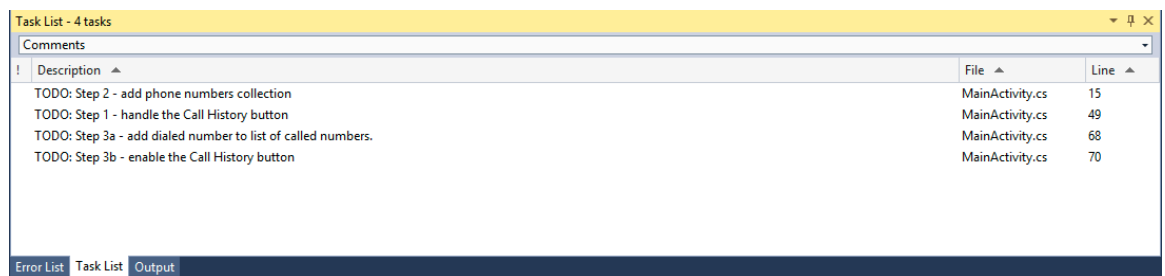 Task List - 4 tasks
Comments
! Description File Line
TODO: Step 2 - add phone numbers collection MainActivity.cs 15
TODO: Step 1 - handle the Call History button MainActivity.cs 49
TODO: Step 3a - add dialed number to list of called numbers. MainActivity.cs 68
TODO: Step 3b - enable the Call History button MainActivity.cs 70
Error List Task List Output